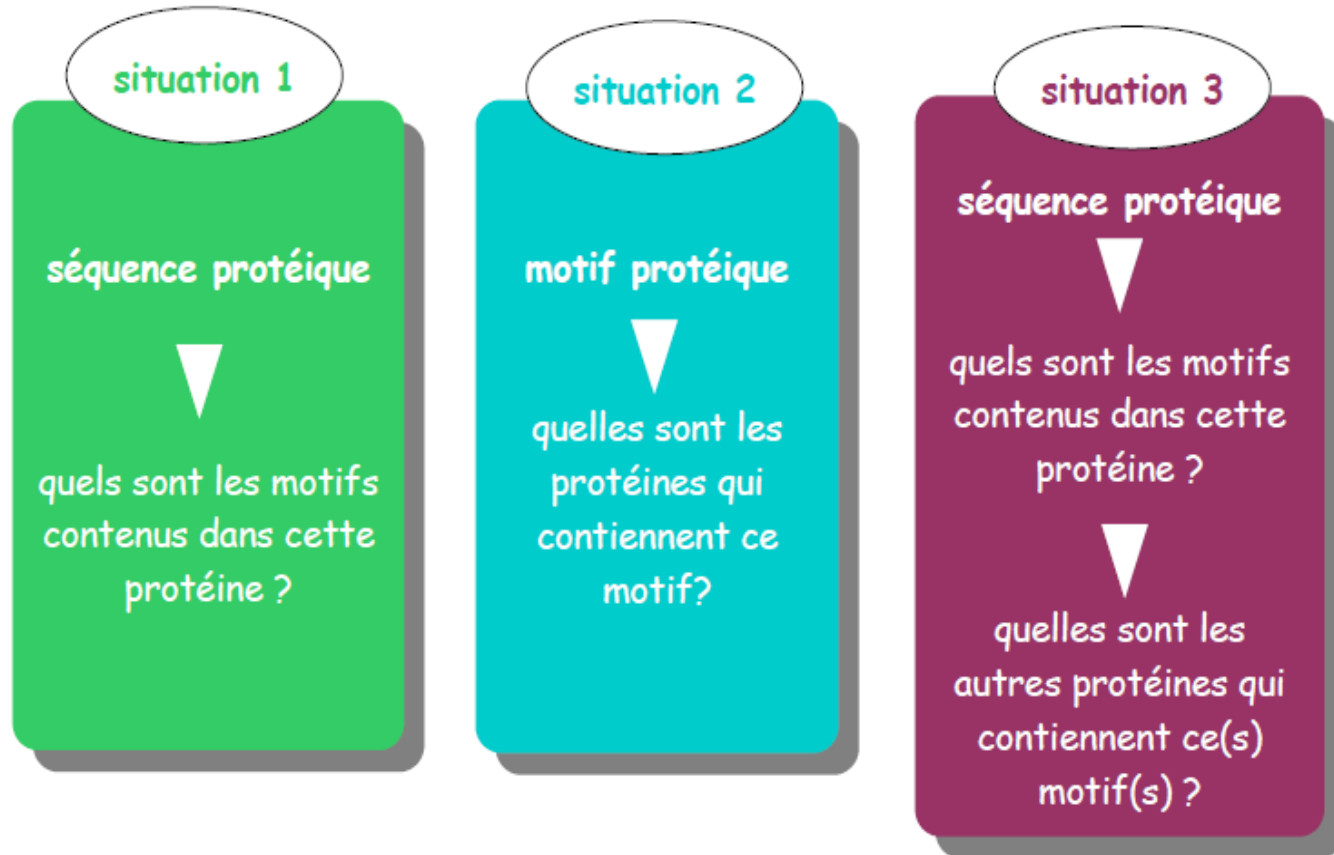 situation 1
séquence protéique
quels sont les motifs
contenus dans cette
protéine ?
situation 2
motif protéique
quelles sont les
protéines qui
contiennent ce
motif?
situation 3
séquence protéique
quels sont les motifs
contenus dans cette
protéine ?
quelles sont les
autres protéines qui
contiennent ce(s)
motif(s) ?